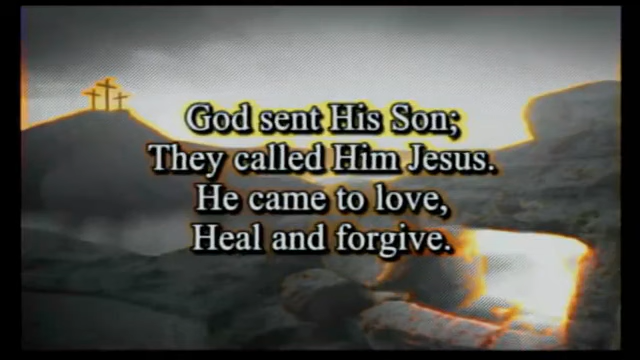 God sent His Son;
They called Him Jesus.
He came to love,
Heal and forgive.